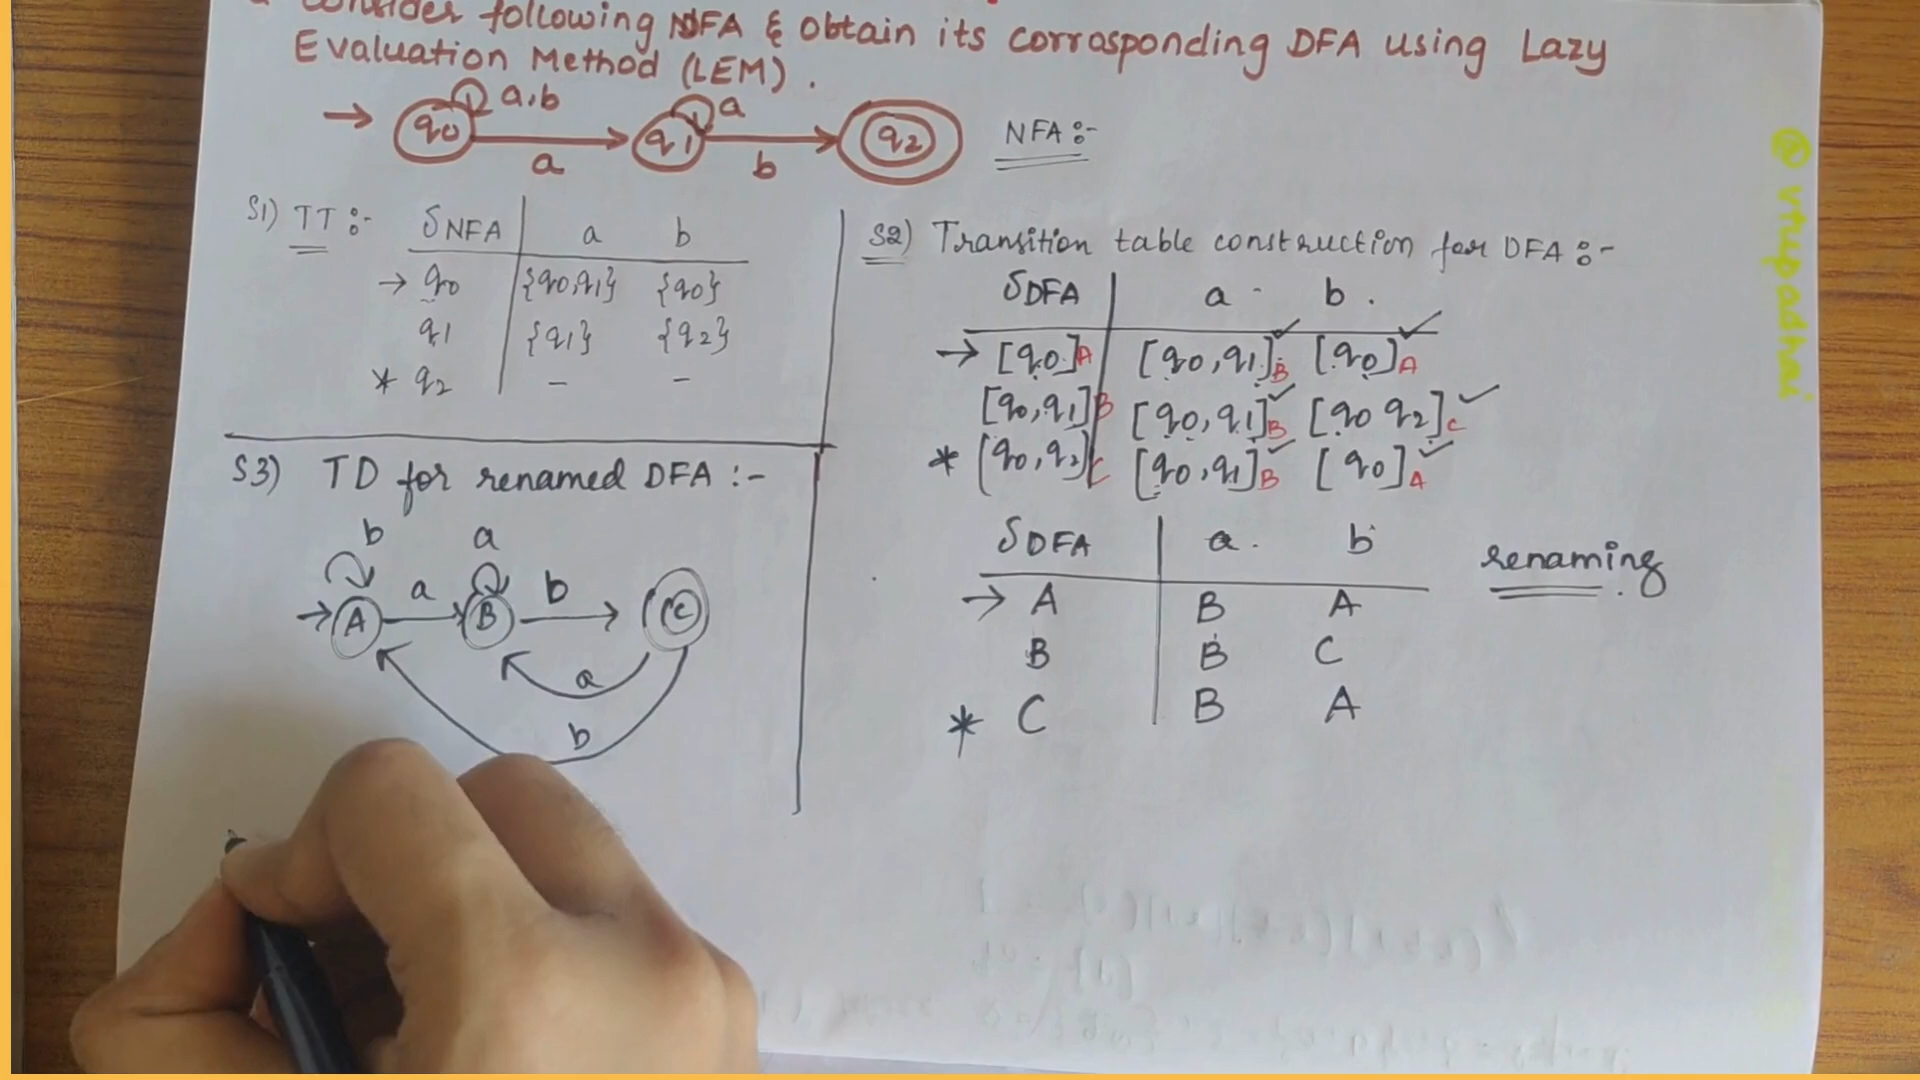 Consider following NFA & obtain its corrosponding DFA using Lazy
Evaluation Method (LEM).
→ q0 a,b a q1 a b q2 NFA:-
S1) TT:-
δNFA a b
→ q0 {q0,q1} {q0}
q1 {q1} {q2}
* q2 - -
S2) Transition table construction for DFA:-
δDFA a b
→ [q0]A [q0,q1]B ✓ [q0]A ✓
[q0,q1]B [q0,q1]B ✓ [q0 q2]C ✓
* [q0,q2]C [q0,q1]B ✓ [q0]A ✓
δDFA a b renaming
→ A B A
B B C
* C B A
S3) TD for renamed DFA:-
b a
→ A a B b C
a
b
@vtupadhai